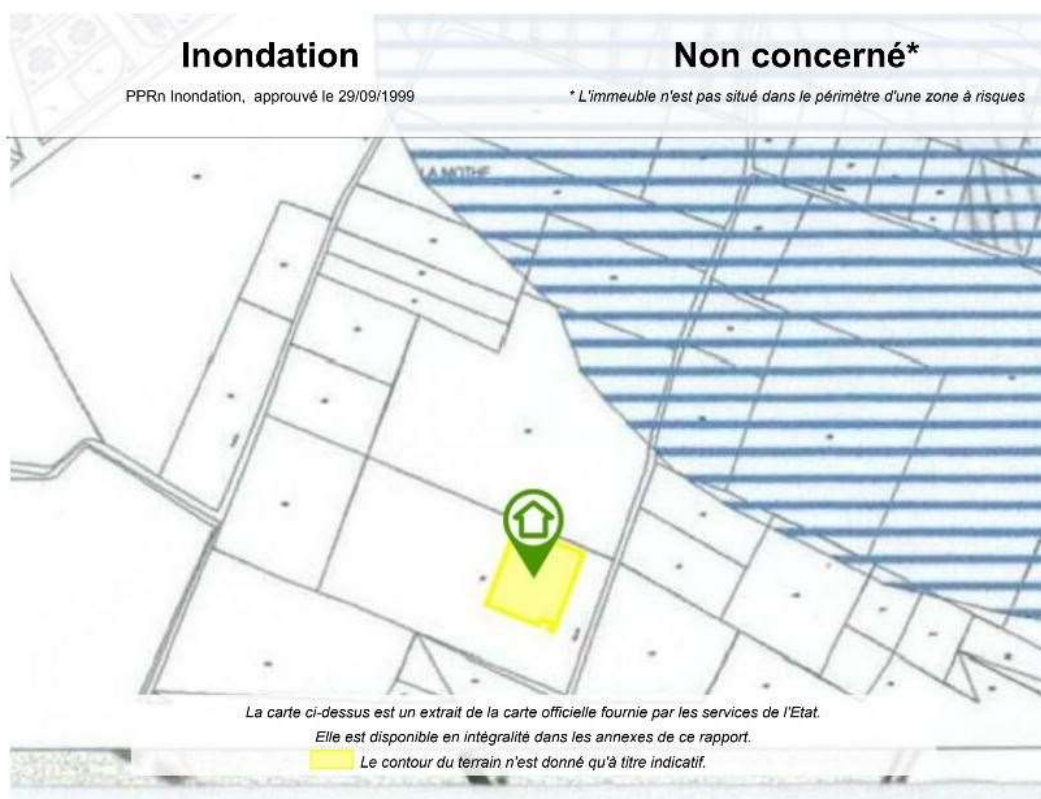 Inondation
Non concerné*
PPRn Inondation, approuvé le 29/09/1999
* L'immeuble n'est pas situé dans le périmètre d'une zone à risques
LA MOTHE
La carte ci-dessus est un extrait de la carte officielle fournie par les services de l'Etat.
Elle est disponible en intégralité dans les annexes de ce rapport.
Le contour du terrain n'est donné qu'à titre indicatif.